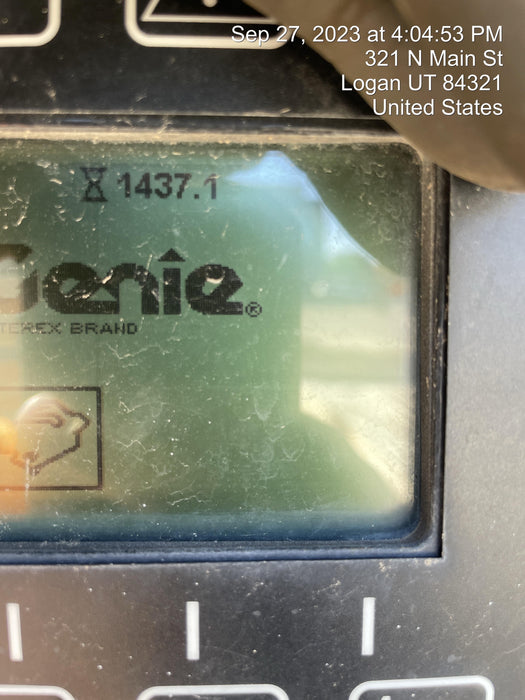 Sep 27, 2023 at 4:04:53 PM
321 N Main St
Logan UT 84321
United States
1437.1
Genie®
TEREX BRAND